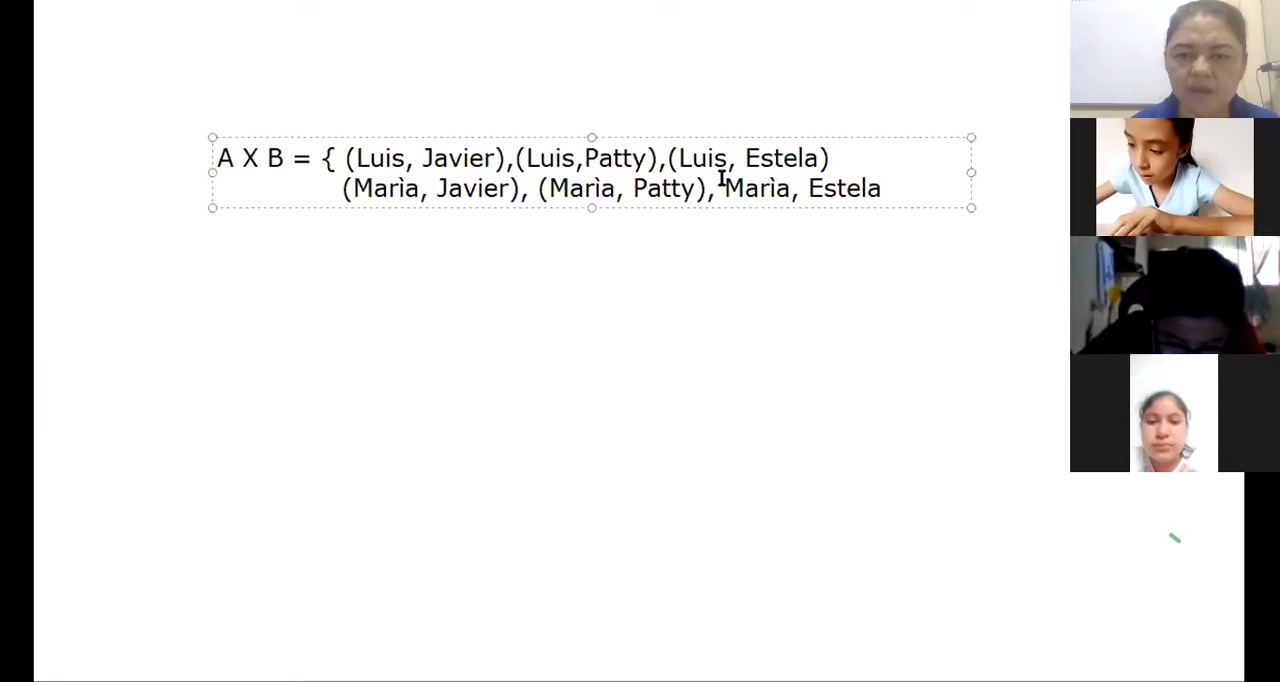 A X B = { (Luis, Javier),(Luis,Patty),(Luis, Estela)
(Marìa, Javier), (Marìa, Patty), Marìa, Estela